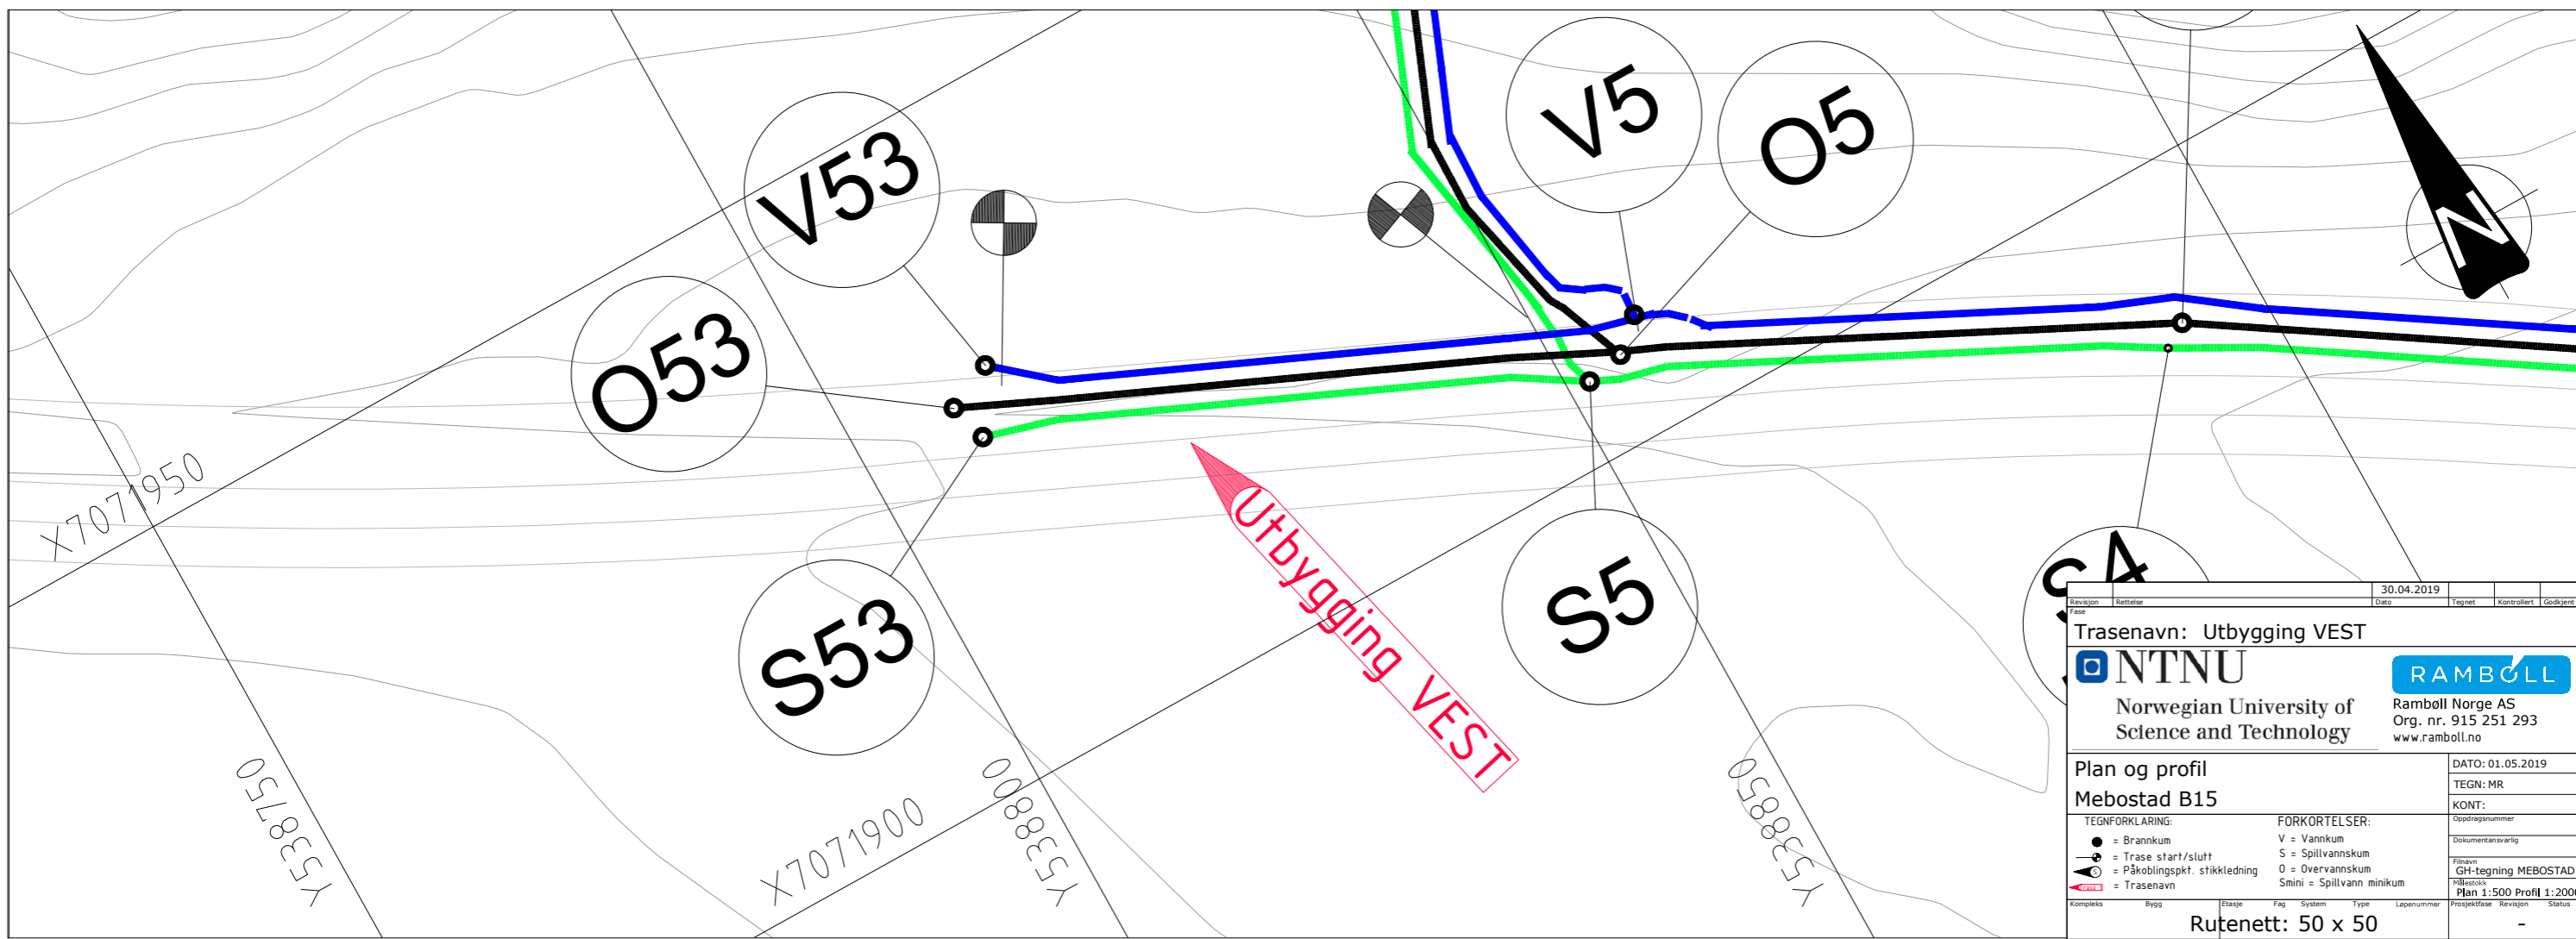 V53
O53
S53
V5
O5
S5
S4
N
X7071950
X7071900
Y538750
Y538800
Y538850
Utbygging VEST
30.04.2019
Revisjon Rettelse Dato Tegnet Kontrollert Godkjent
Fase
Trasenavn: Utbygging VEST
NTNU
Norwegian University of
Science and Technology
RAMBOLL
Rambøll Norge AS
Org. nr. 915 251 293
www.ramboll.no
Plan og profil
Mebostad B15
DATO: 01.05.2019
TEGN: MR
KONT:
Oppdragsnummer
Dokumentansvarlig
Filnavn
GH-tegning MEBOSTAD
Målestokk
Plan 1:500 Profil 1:2000
TEGNFORKLARING:
= Brannkum
= Trase start/slutt
S = Påkoblingspkt. stikkledning
Trase = Trasenavn
FORKORTELSER:
V = Vannkum
S = Spillvannskum
O = Overvannskum
Smini = Spillvann minikum
Kompleks Bygg Etasje Fag System Type Løpenummer Prosjektfase Revisjon Status
Rutenett: 50 x 50 -